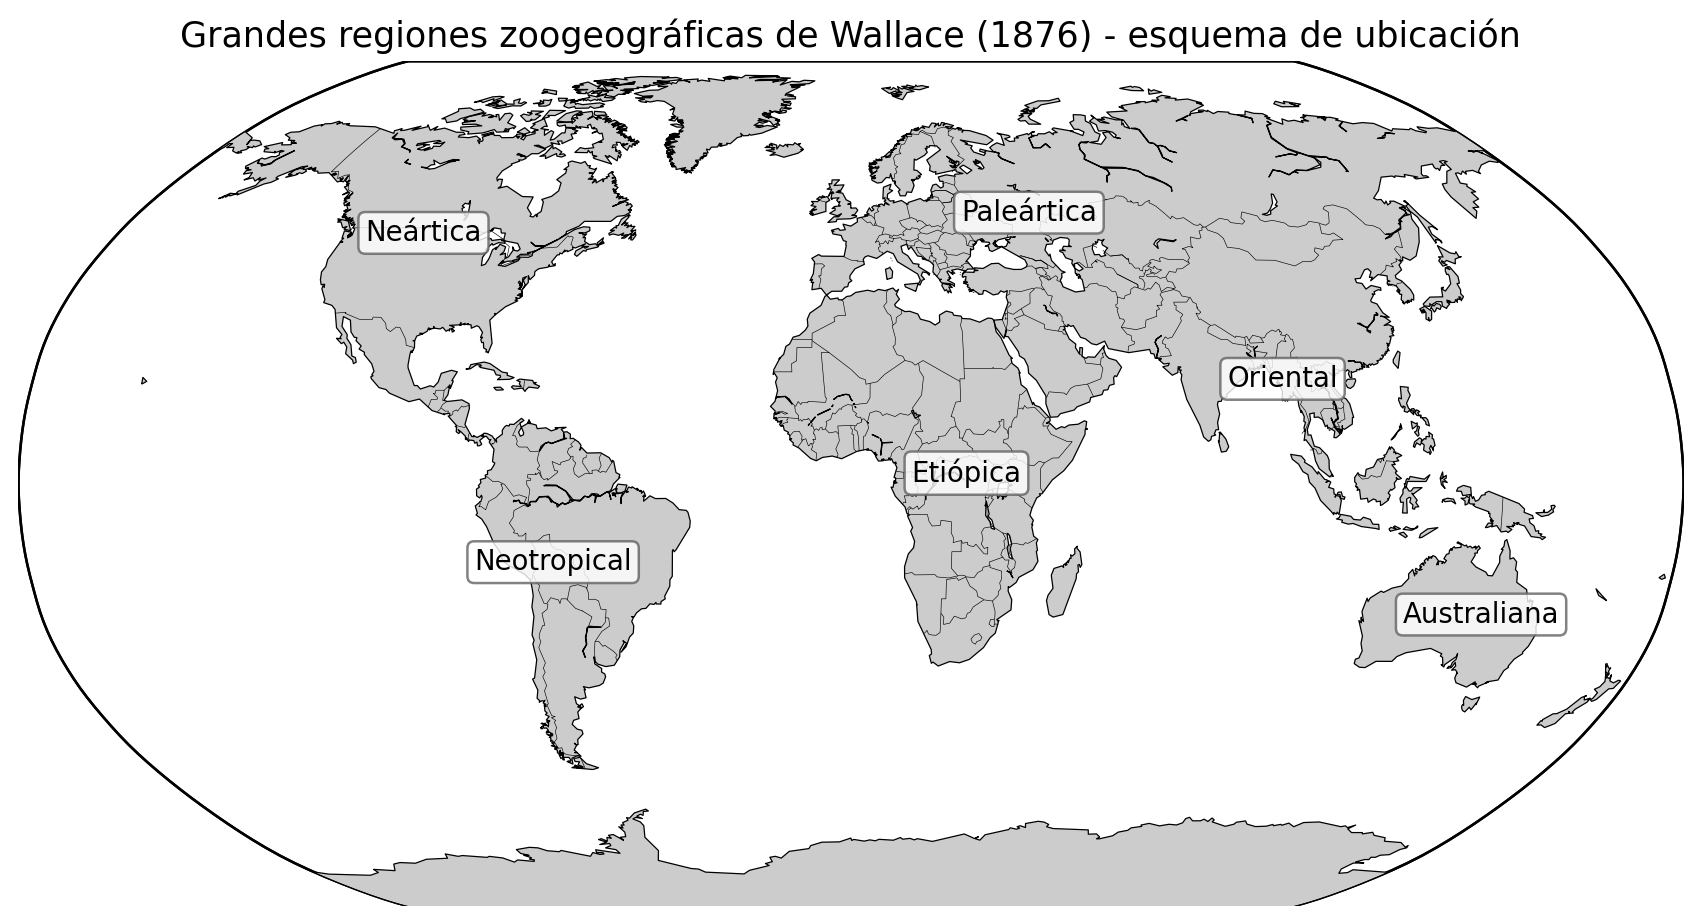 Grandes regiones zoogeográficas de Wallace (1876) - esquema de ubicación
Paleártica
Neártica
Oriental
Etiópica
Neotropical
Australiana